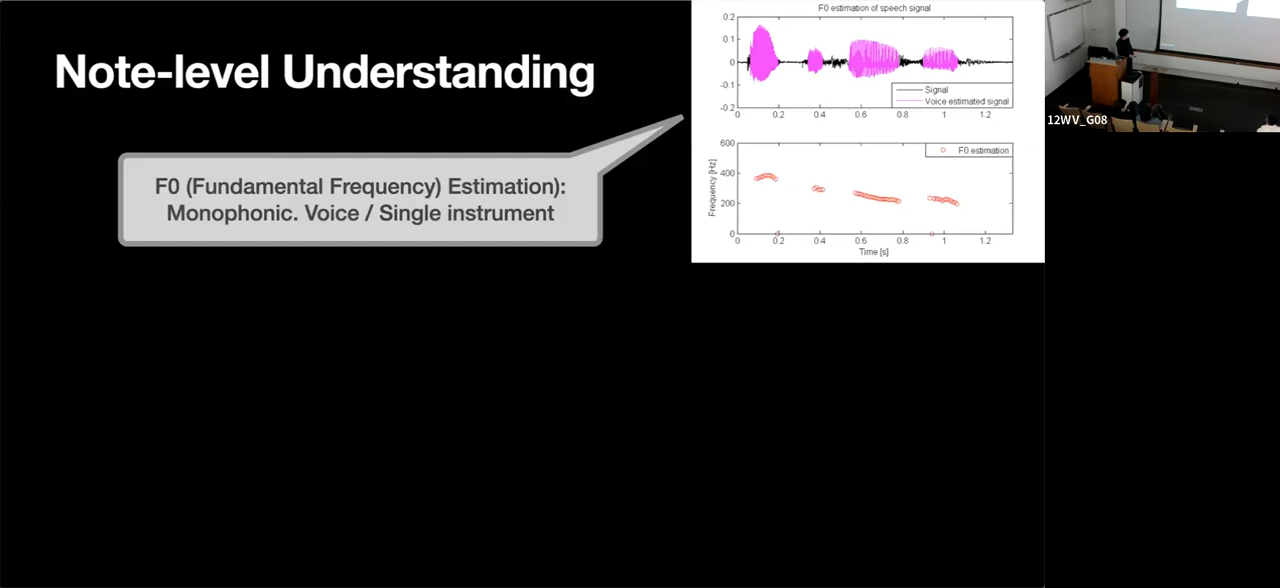 Note-level Understanding
F0 (Fundamental Frequency) Estimation):
Monophonic. Voice / Single instrument
F0 estimation of speech signal
0.2
0.1
0
-0.1
-0.2
Signal
Voice estimated signal
0 0.2 0.4 0.6 0.8 1 1.2
600
400
200
0
Frequency [Hz]
F0 estimation
0 0.2 0.4 0.6 0.8 1 1.2
Time [s]
12WV_G08